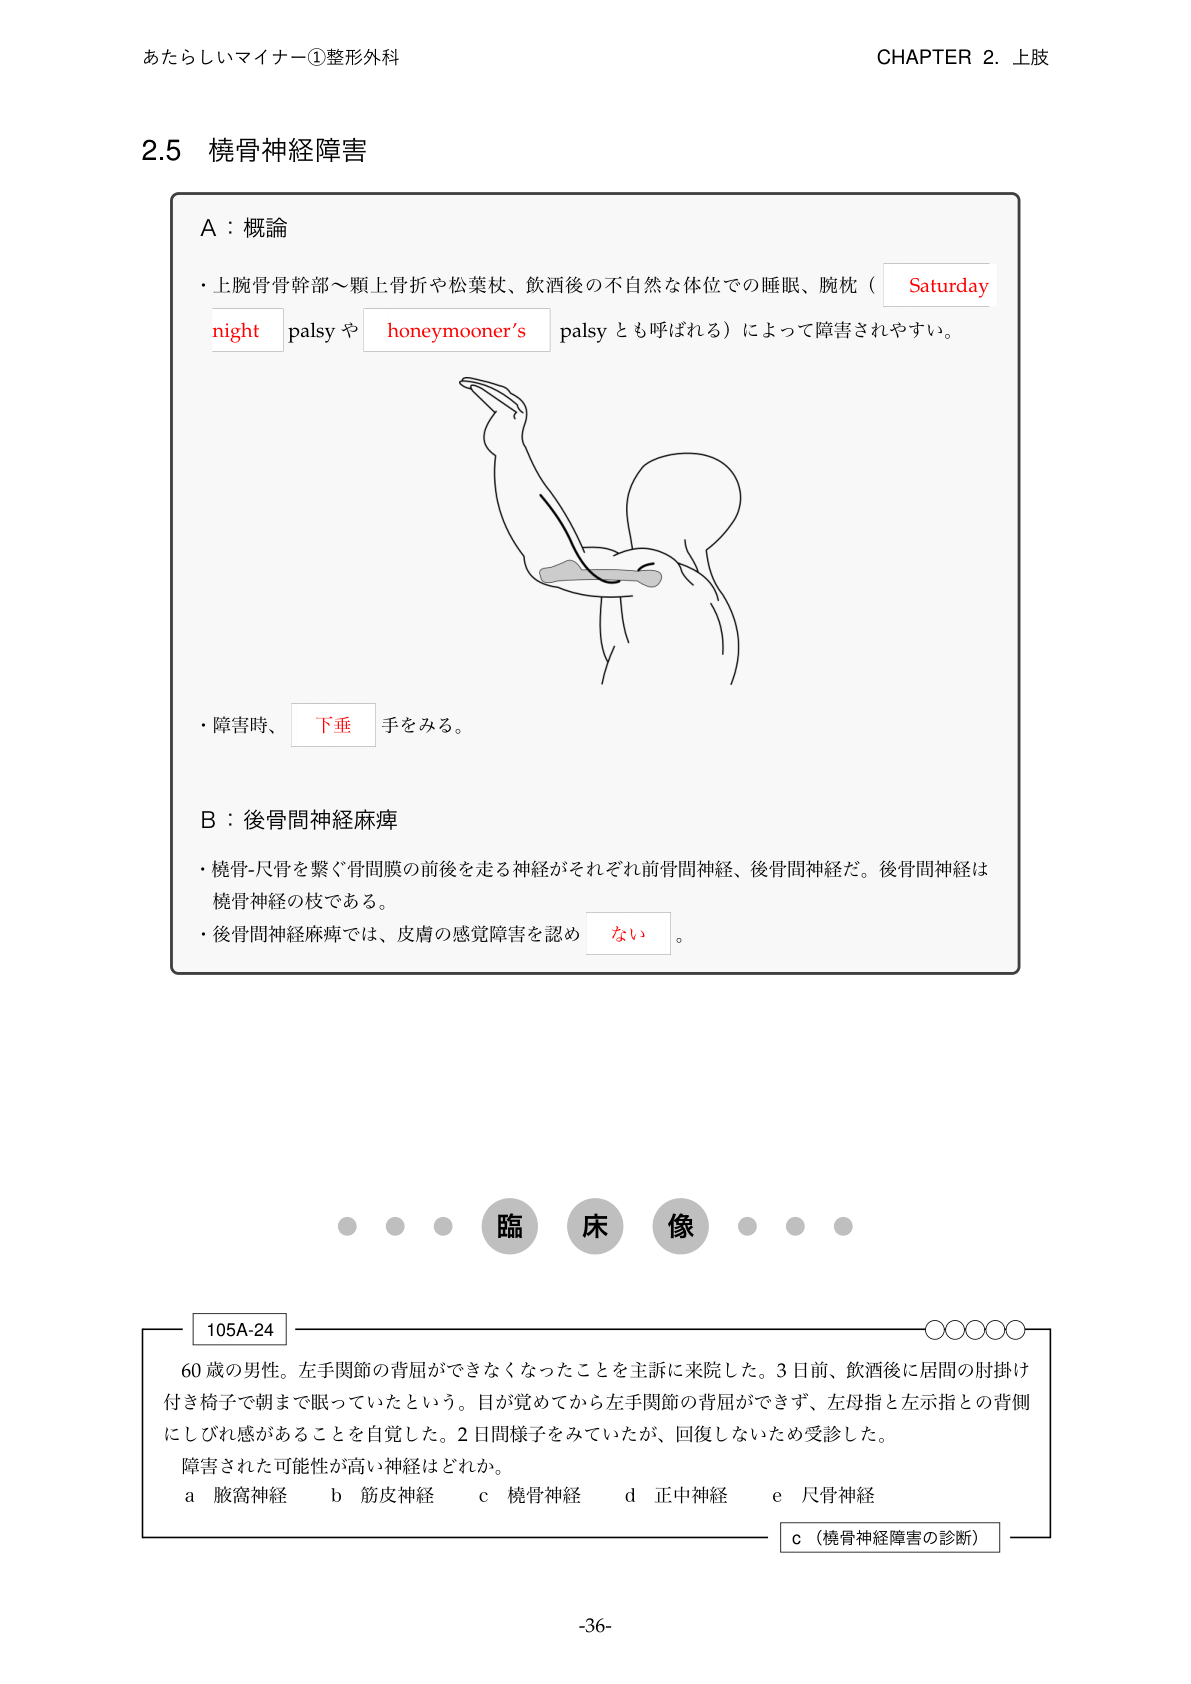 あたらしいマイナー①整形外科
CHAPTER 2. 上肢
2.5 橈骨神経障害
A：概論
・上腕骨骨幹部〜顆上骨折や松葉杖、飲酒後の不自然な体位での睡眠、腕枕（ Saturday
night palsy や honeymooner's palsy とも呼ばれる）によって障害されやすい。
・障害時、 下垂 手をみる。
B：後骨間神経麻痺
・橈骨-尺骨を繋ぐ骨間膜の前後を走る神経がそれぞれ前骨間神経、後骨間神経だ。後骨間神経は
橈骨神経の枝である。
・後骨間神経麻痺では、皮膚の感覚障害を認め ない 。
臨床像
105A-24
60 歳の男性。左手関節の背屈ができなくなったことを主訴に来院した。3 日前、飲酒後に居間の肘掛け
付き椅子で朝まで眠っていたという。目が覚めてから左手関節の背屈ができず、左母指と左示指との背側
にしびれ感があることを自覚した。2 日間様子をみていたが、回復しないため受診した。
障害された可能性が高い神経はどれか。
a 腋窩神経 b 筋皮神経 c 橈骨神経 d 正中神経 e 尺骨神経
c （橈骨神経障害の診断）
-36-